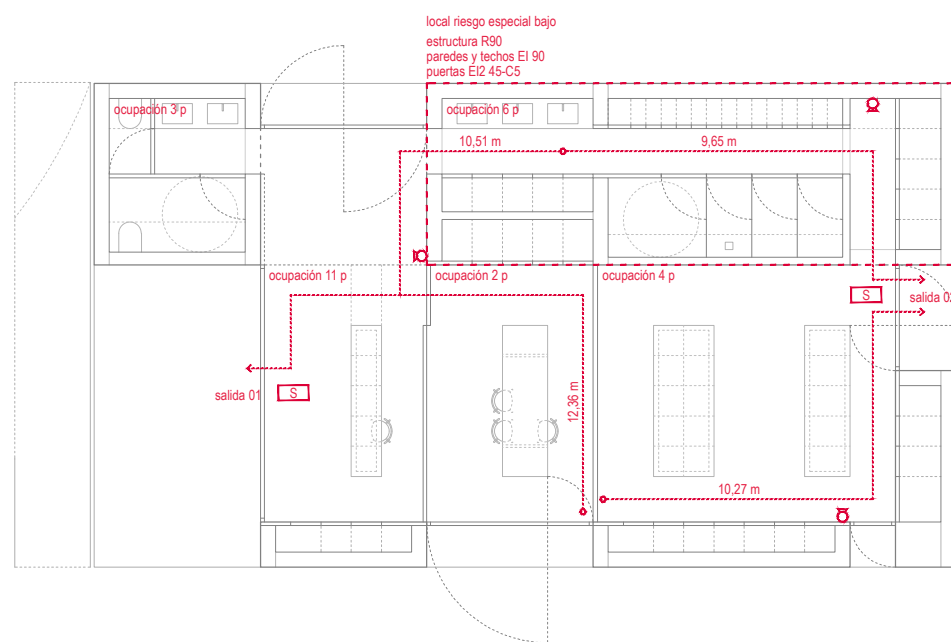 local riesgo especial bajo
estructura R90
paredes y techos EI 90
puertas EI2 45-C5
ocupación 3 p
ocupación 6 p
10,51 m
9,65 m
ocupación 11 p
ocupación 2 p
ocupación 4 p
S
salida 02
salida 01
S
12,36 m
10,27 m